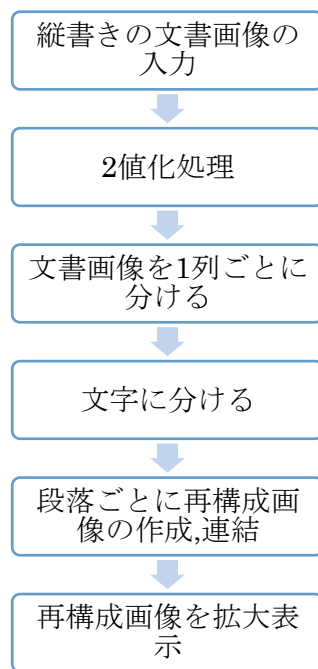 縦書きの文書画像の
入力
2値化処理
文書画像を1列ごとに
分ける
文字に分ける
段落ごとに再構成画
像の作成,連結
再構成画像を拡大表
示